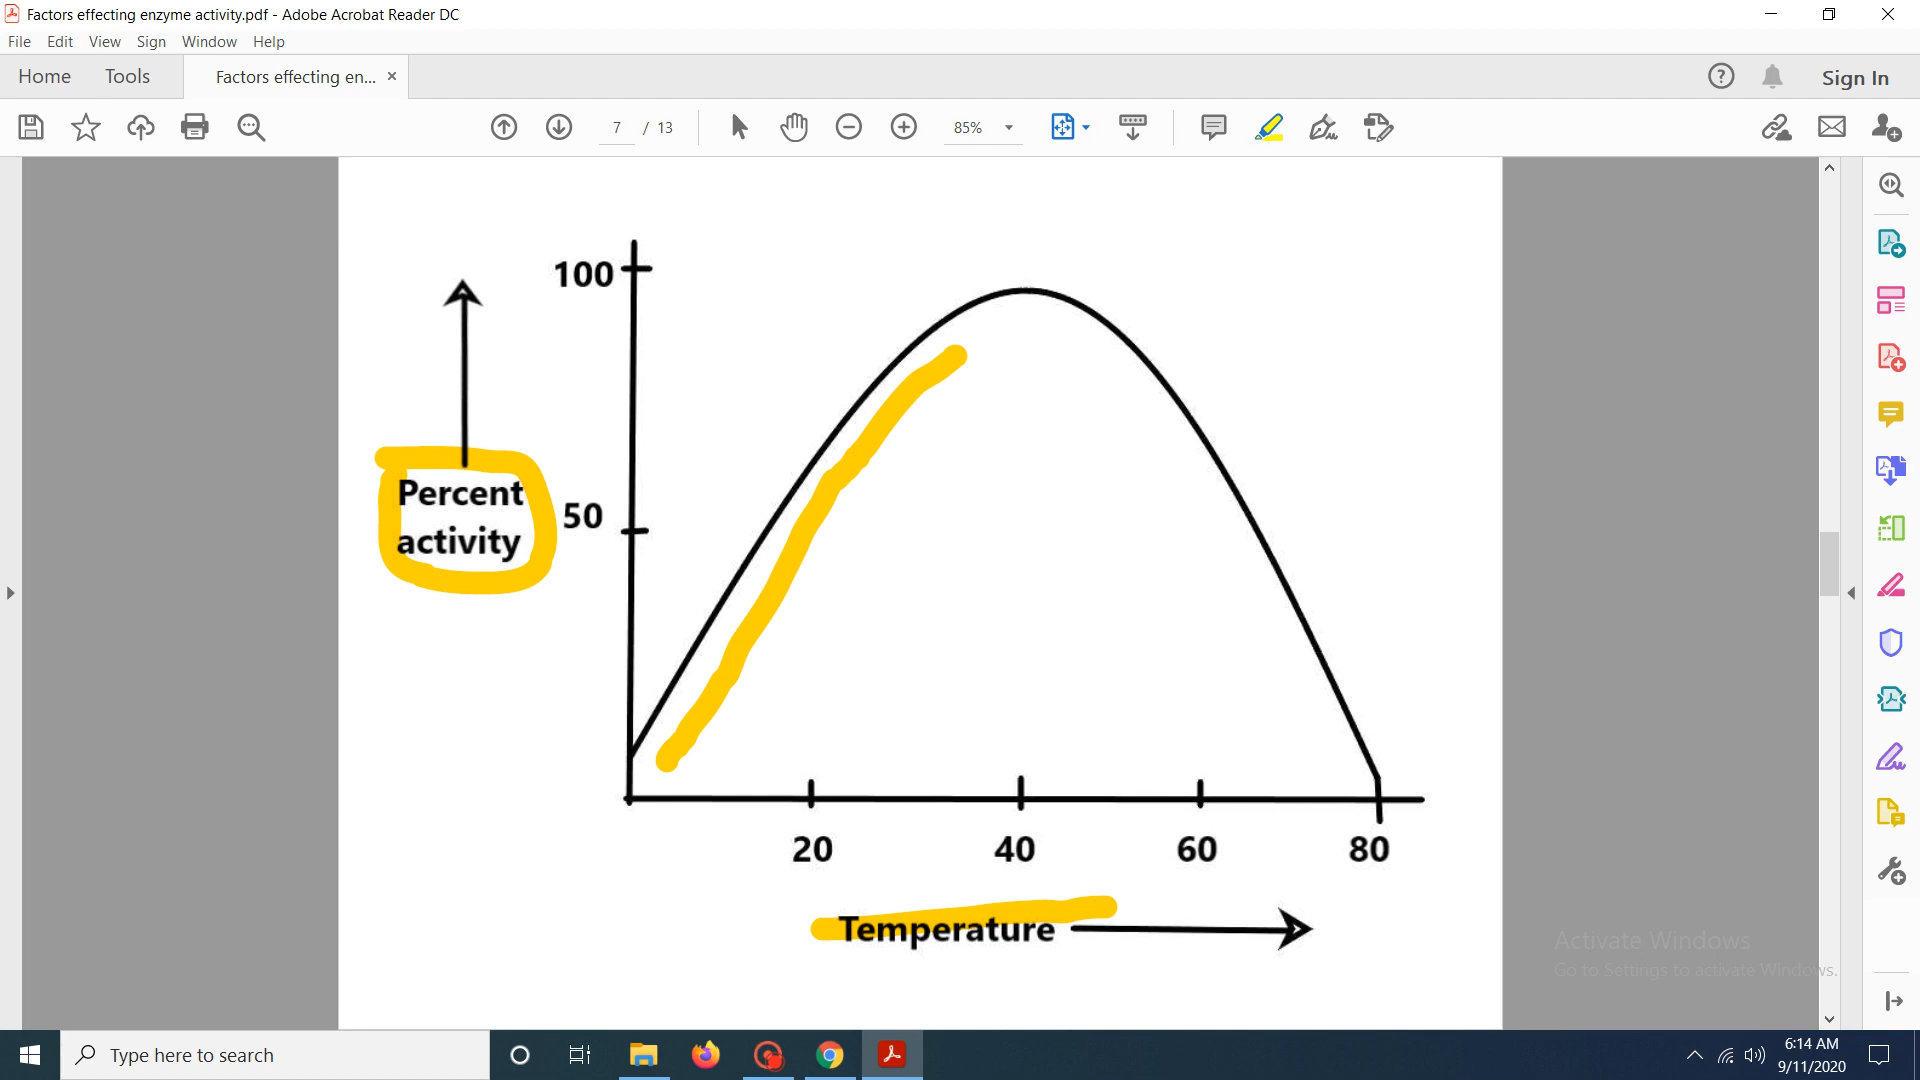 Factors effecting enzyme activity.pdf - Adobe Acrobat Reader DC
File Edit View Sign Window Help
Home Tools Factors effecting en... × Sign In
7 / 13 85%
100
50
Percent
activity
20 40 60 80
Temperature
Activate Windows
Go to Settings to activate Windows.
Type here to search
6:14 AM
9/11/2020